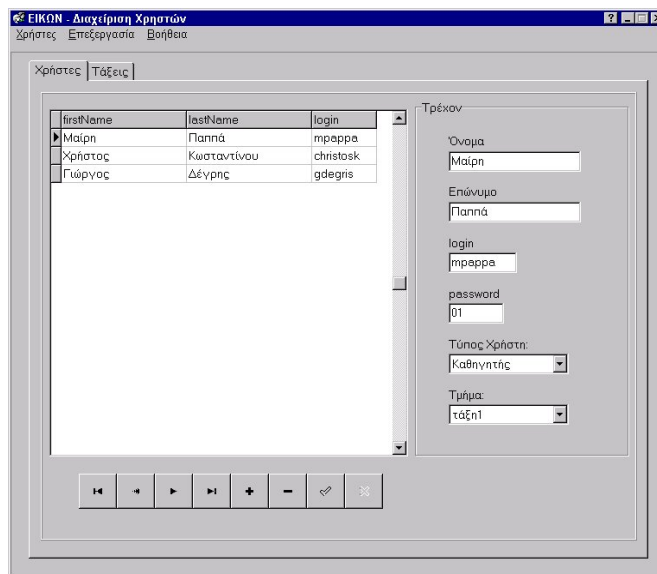 ΕΙΚΩΝ - Διαχείριση Χρηστών
Χρήστες Επεξεργασία Βοήθεια
Χρήστες Τάξεις
firstName lastName login
Μαίρη Παππά mpappa
Χρήστος Κωσταντίνου christosk
Γιώργος Δέγρης gdegris
Τρέχον
Όνομα
Μαίρη
Επώνυμο
Παππά
login
mpappa
password
01
Τύπος Χρήστη:
Καθηγητής
Τμήμα:
τάξη1